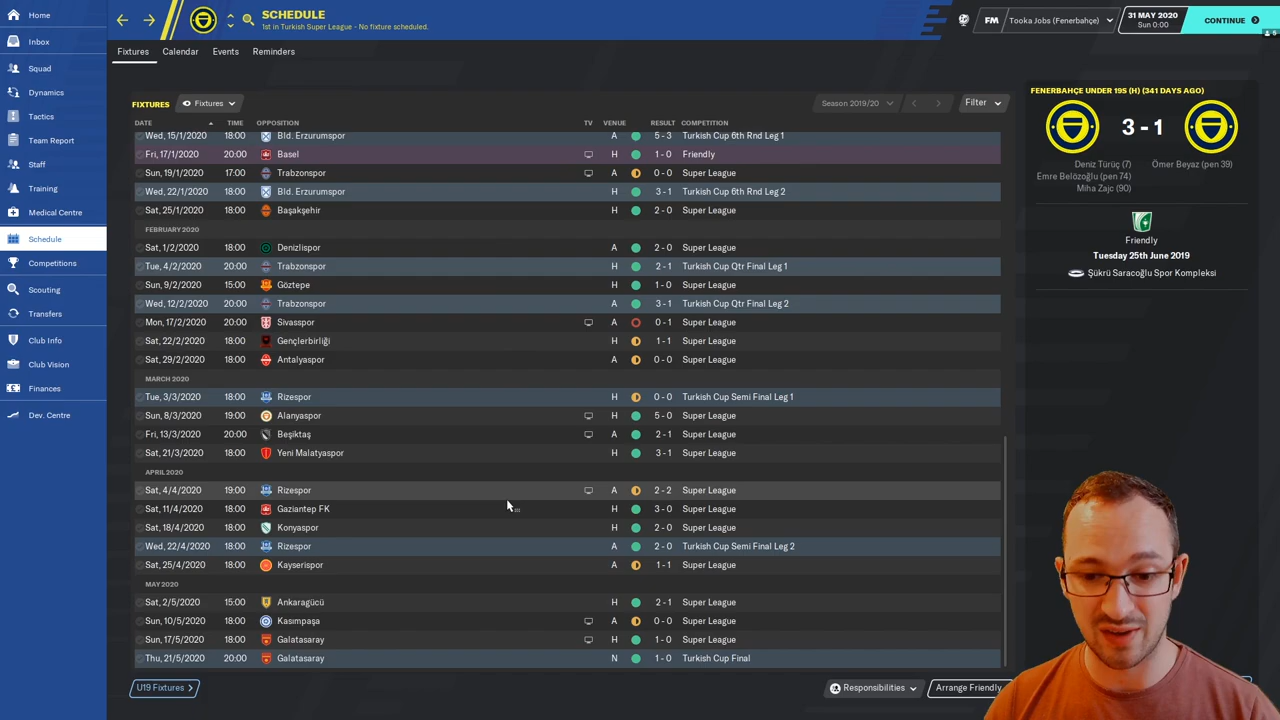 Home
Inbox
Squad
Dynamics
Tactics
Team Report
Staff
Training
Medical Centre
Schedule
Competitions
Scouting
Transfers
Club Info
Club Vision
Finances
Dev. Centre
SCHEDULE
1st in Turkish Super League - No fixture scheduled.
FM
Tooka Jobs (Fenerbahçe)
31 MAY 2020
Sun 0:00
CONTINUE
Fixtures Calendar Events Reminders
FIXTURES Fixtures Season 2019/20 Filter
DATE TIME OPPOSITION TV VENUE RESULT COMPETITION
Wed, 15/1/2020 18:00 Bld. Erzurumspor A 5 - 3 Turkish Cup 6th Rnd Leg 1
Fri, 17/1/2020 20:00 Basel H 1 - 0 Friendly
Sun, 19/1/2020 17:00 Trabzonspor A 0 - 0 Super League
Wed, 22/1/2020 18:00 Bld. Erzurumspor H 3 - 1 Turkish Cup 6th Rnd Leg 2
Sat, 25/1/2020 18:00 Başakşehir H 2 - 0 Super League
FEBRUARY 2020
Sat, 1/2/2020 18:00 Denizlispor A 2 - 0 Super League
Tue, 4/2/2020 20:00 Trabzonspor H 2 - 1 Turkish Cup Qtr Final Leg 1
Sun, 9/2/2020 15:00 Göztepe H 1 - 0 Super League
Wed, 12/2/2020 20:00 Trabzonspor A 3 - 1 Turkish Cup Qtr Final Leg 2
Mon, 17/2/2020 20:00 Sivasspor A 0 - 1 Super League
Sat, 22/2/2020 18:00 Gençlerbirliği H 1 - 1 Super League
Sat, 29/2/2020 18:00 Antalyaspor A 0 - 0 Super League
MARCH 2020
Tue, 3/3/2020 18:00 Rizespor H 0 - 0 Turkish Cup Semi Final Leg 1
Sun, 8/3/2020 19:00 Alanyaspor H 5 - 0 Super League
Fri, 13/3/2020 20:00 Beşiktaş A 2 - 1 Super League
Sat, 21/3/2020 18:00 Yeni Malatyaspor H 3 - 1 Super League
APRIL 2020
Sat, 4/4/2020 19:00 Rizespor A 2 - 2 Super League
Sat, 11/4/2020 18:00 Gaziantep FK H 3 - 0 Super League
Sat, 18/4/2020 18:00 Konyaspor H 2 - 0 Super League
Wed, 22/4/2020 18:00 Rizespor A 2 - 0 Turkish Cup Semi Final Leg 2
Sat, 25/4/2020 18:00 Kayserispor A 1 - 1 Super League
MAY 2020
Sat, 2/5/2020 15:00 Ankaragücü H 2 - 1 Super League
Sun, 10/5/2020 18:00 Kasımpaşa A 0 - 0 Super League
Sun, 17/5/2020 18:00 Galatasaray H 1 - 0 Super League
Thu, 21/5/2020 20:00 Galatasaray N 1 - 0 Turkish Cup Final
U19 Fixtures Responsibilities Arrange Friendly
FENERBAHÇE UNDER 19S (H) (341 DAYS AGO)
3 - 1
Deniz Türüç (7) Ömer Beyaz (pen 39)
Emre Belözoğlu (pen 74)
Miha Zajc (90)
Friendly
Tuesday 25th June 2019
Şükrü Saracoğlu Spor Kompleksi